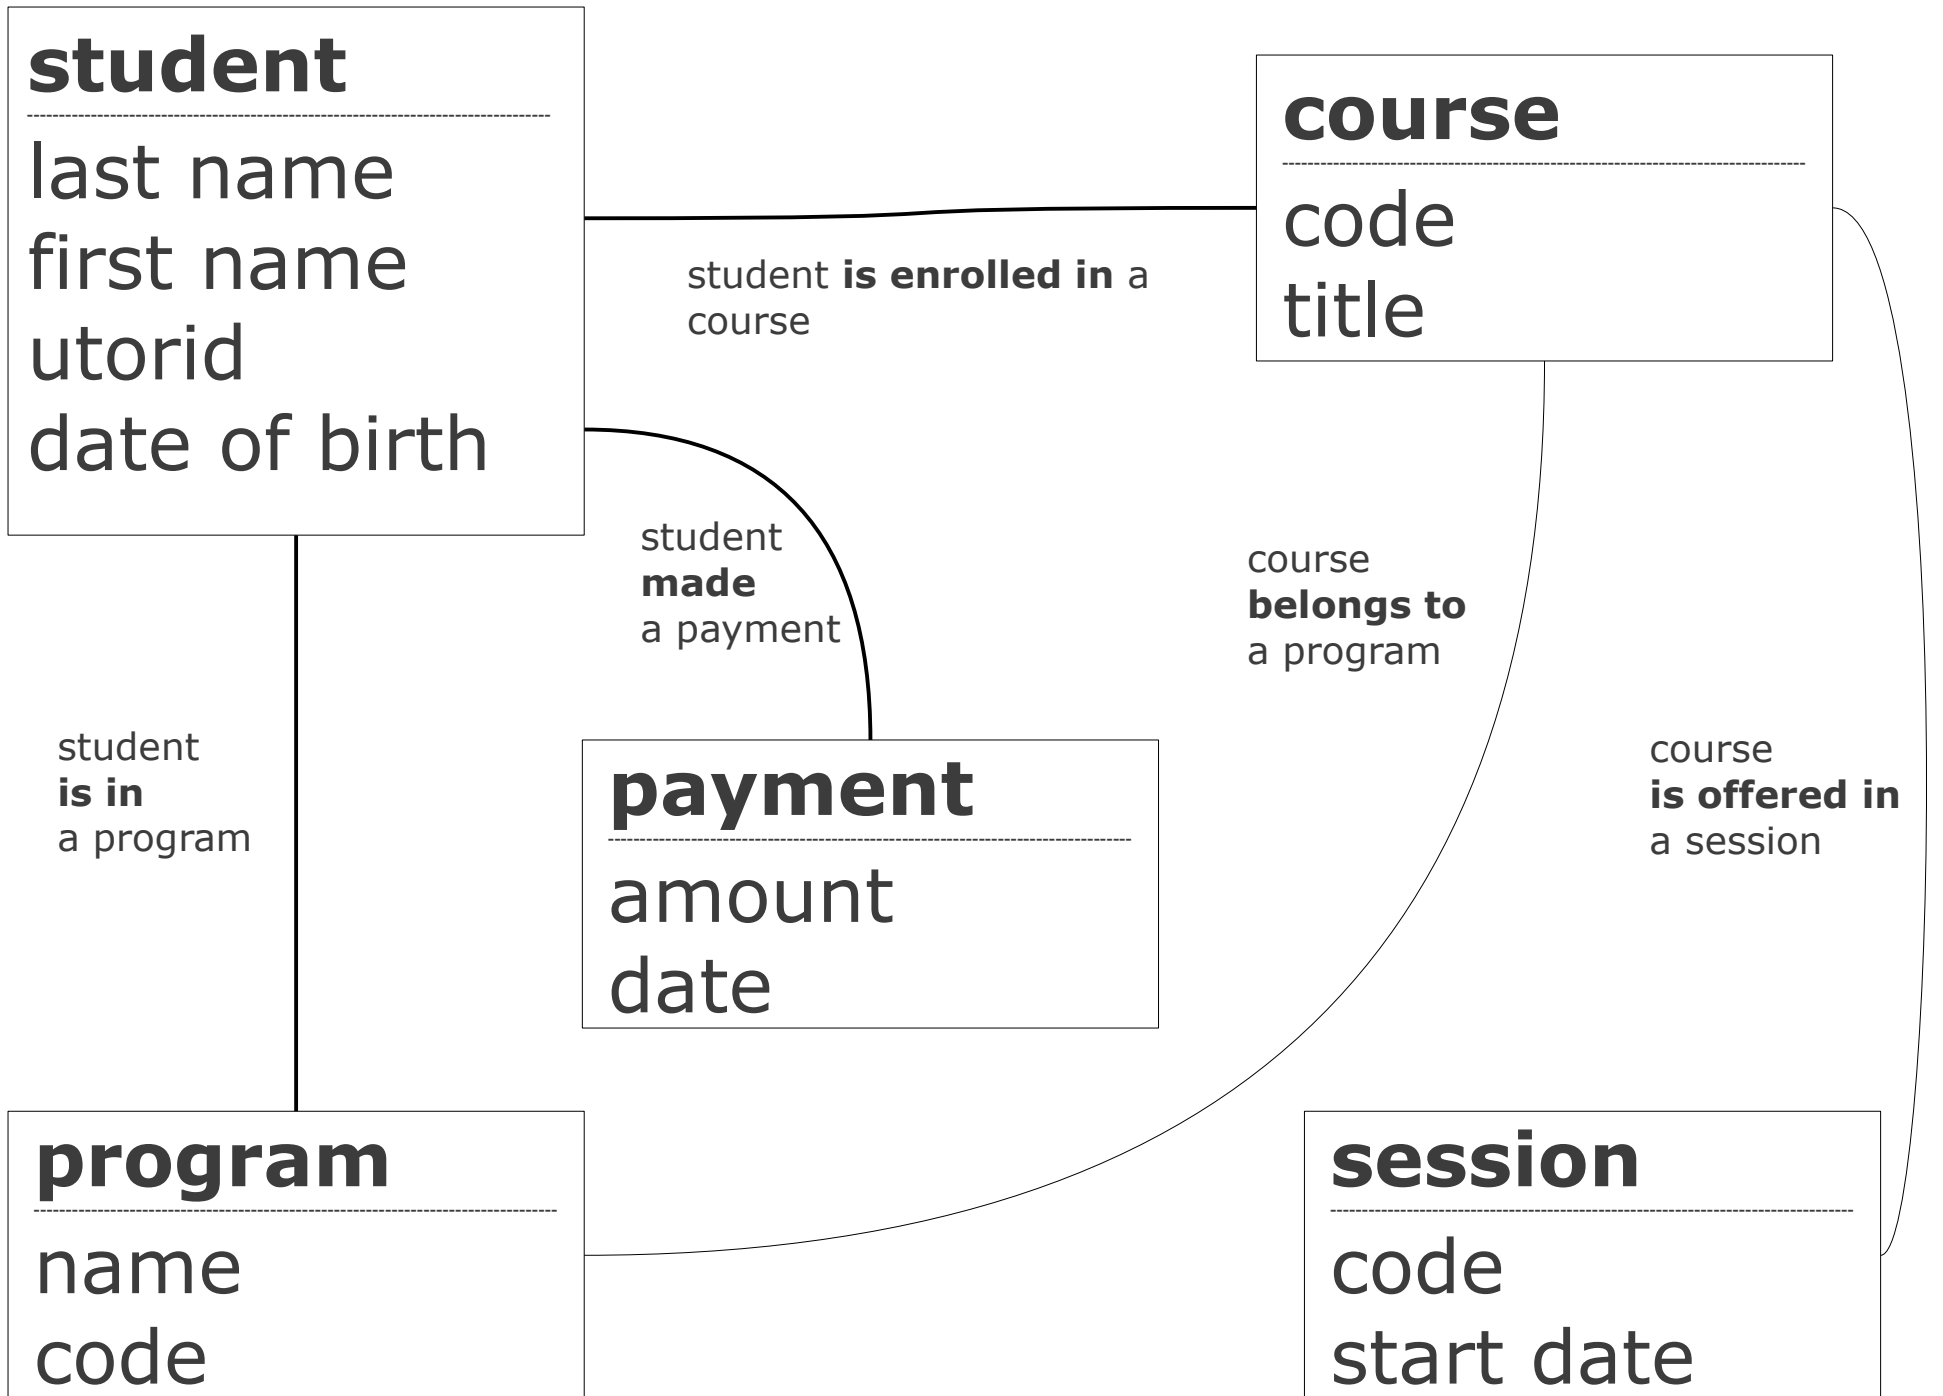 student
last name
first name
utorid
date of birth
course
code
title
student is enrolled in a
course
student
made
a payment
course
belongs to
a program
student
is in
a program
course
is offered in
a session
payment
amount
date
program
name
code
session
code
start date